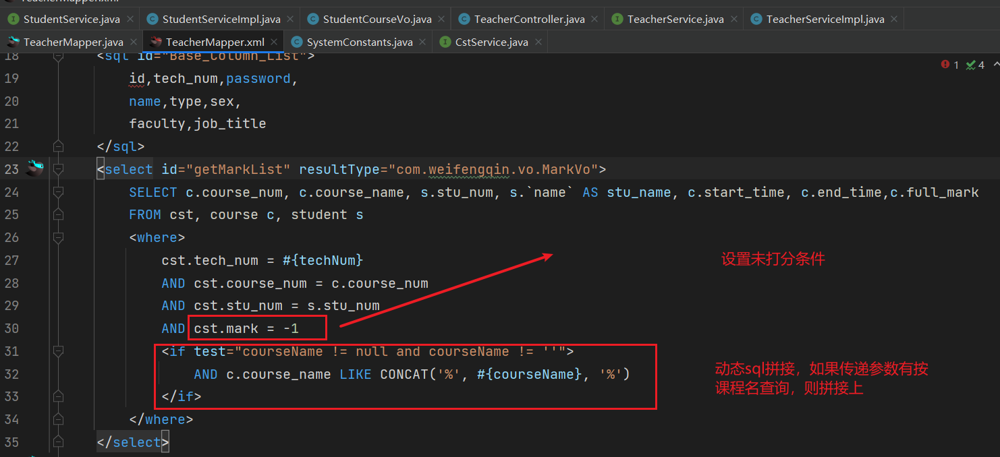 StudentService.java StudentServiceImpl.java StudentCourseVo.java TeacherController.java TeacherService.java TeacherServiceImpl.java
TeacherMapper.java TeacherMapper.xml SystemConstants.java CstService.java
18 <sql id="Base_Column_List">
1 4
19 id,tech_num,password,
20 name,type,sex,
21 faculty,job_title
22 </sql>
23 <select id="getMarkList" resultType="com.weifengqin.vo.MarkVo">
24 SELECT c.course_num, c.course_name, s.stu_num, s.`name` AS stu_name, c.start_time, c.end_time,c.full_mark
25 FROM cst, course c, student s
26 <where>
27 cst.tech_num = #{techNum}
设置未打分条件
28 AND cst.course_num = c.course_num
29 AND cst.stu_num = s.stu_num
30 AND cst.mark = -1
31 <if test="courseName != null and courseName != ''">
32 AND c.course_name LIKE CONCAT('%', #{courseName}, '%')
动态sql拼接，如果传递参数有按
课程名查询，则拼接上
33 </if>
34 </where>
35 </select>